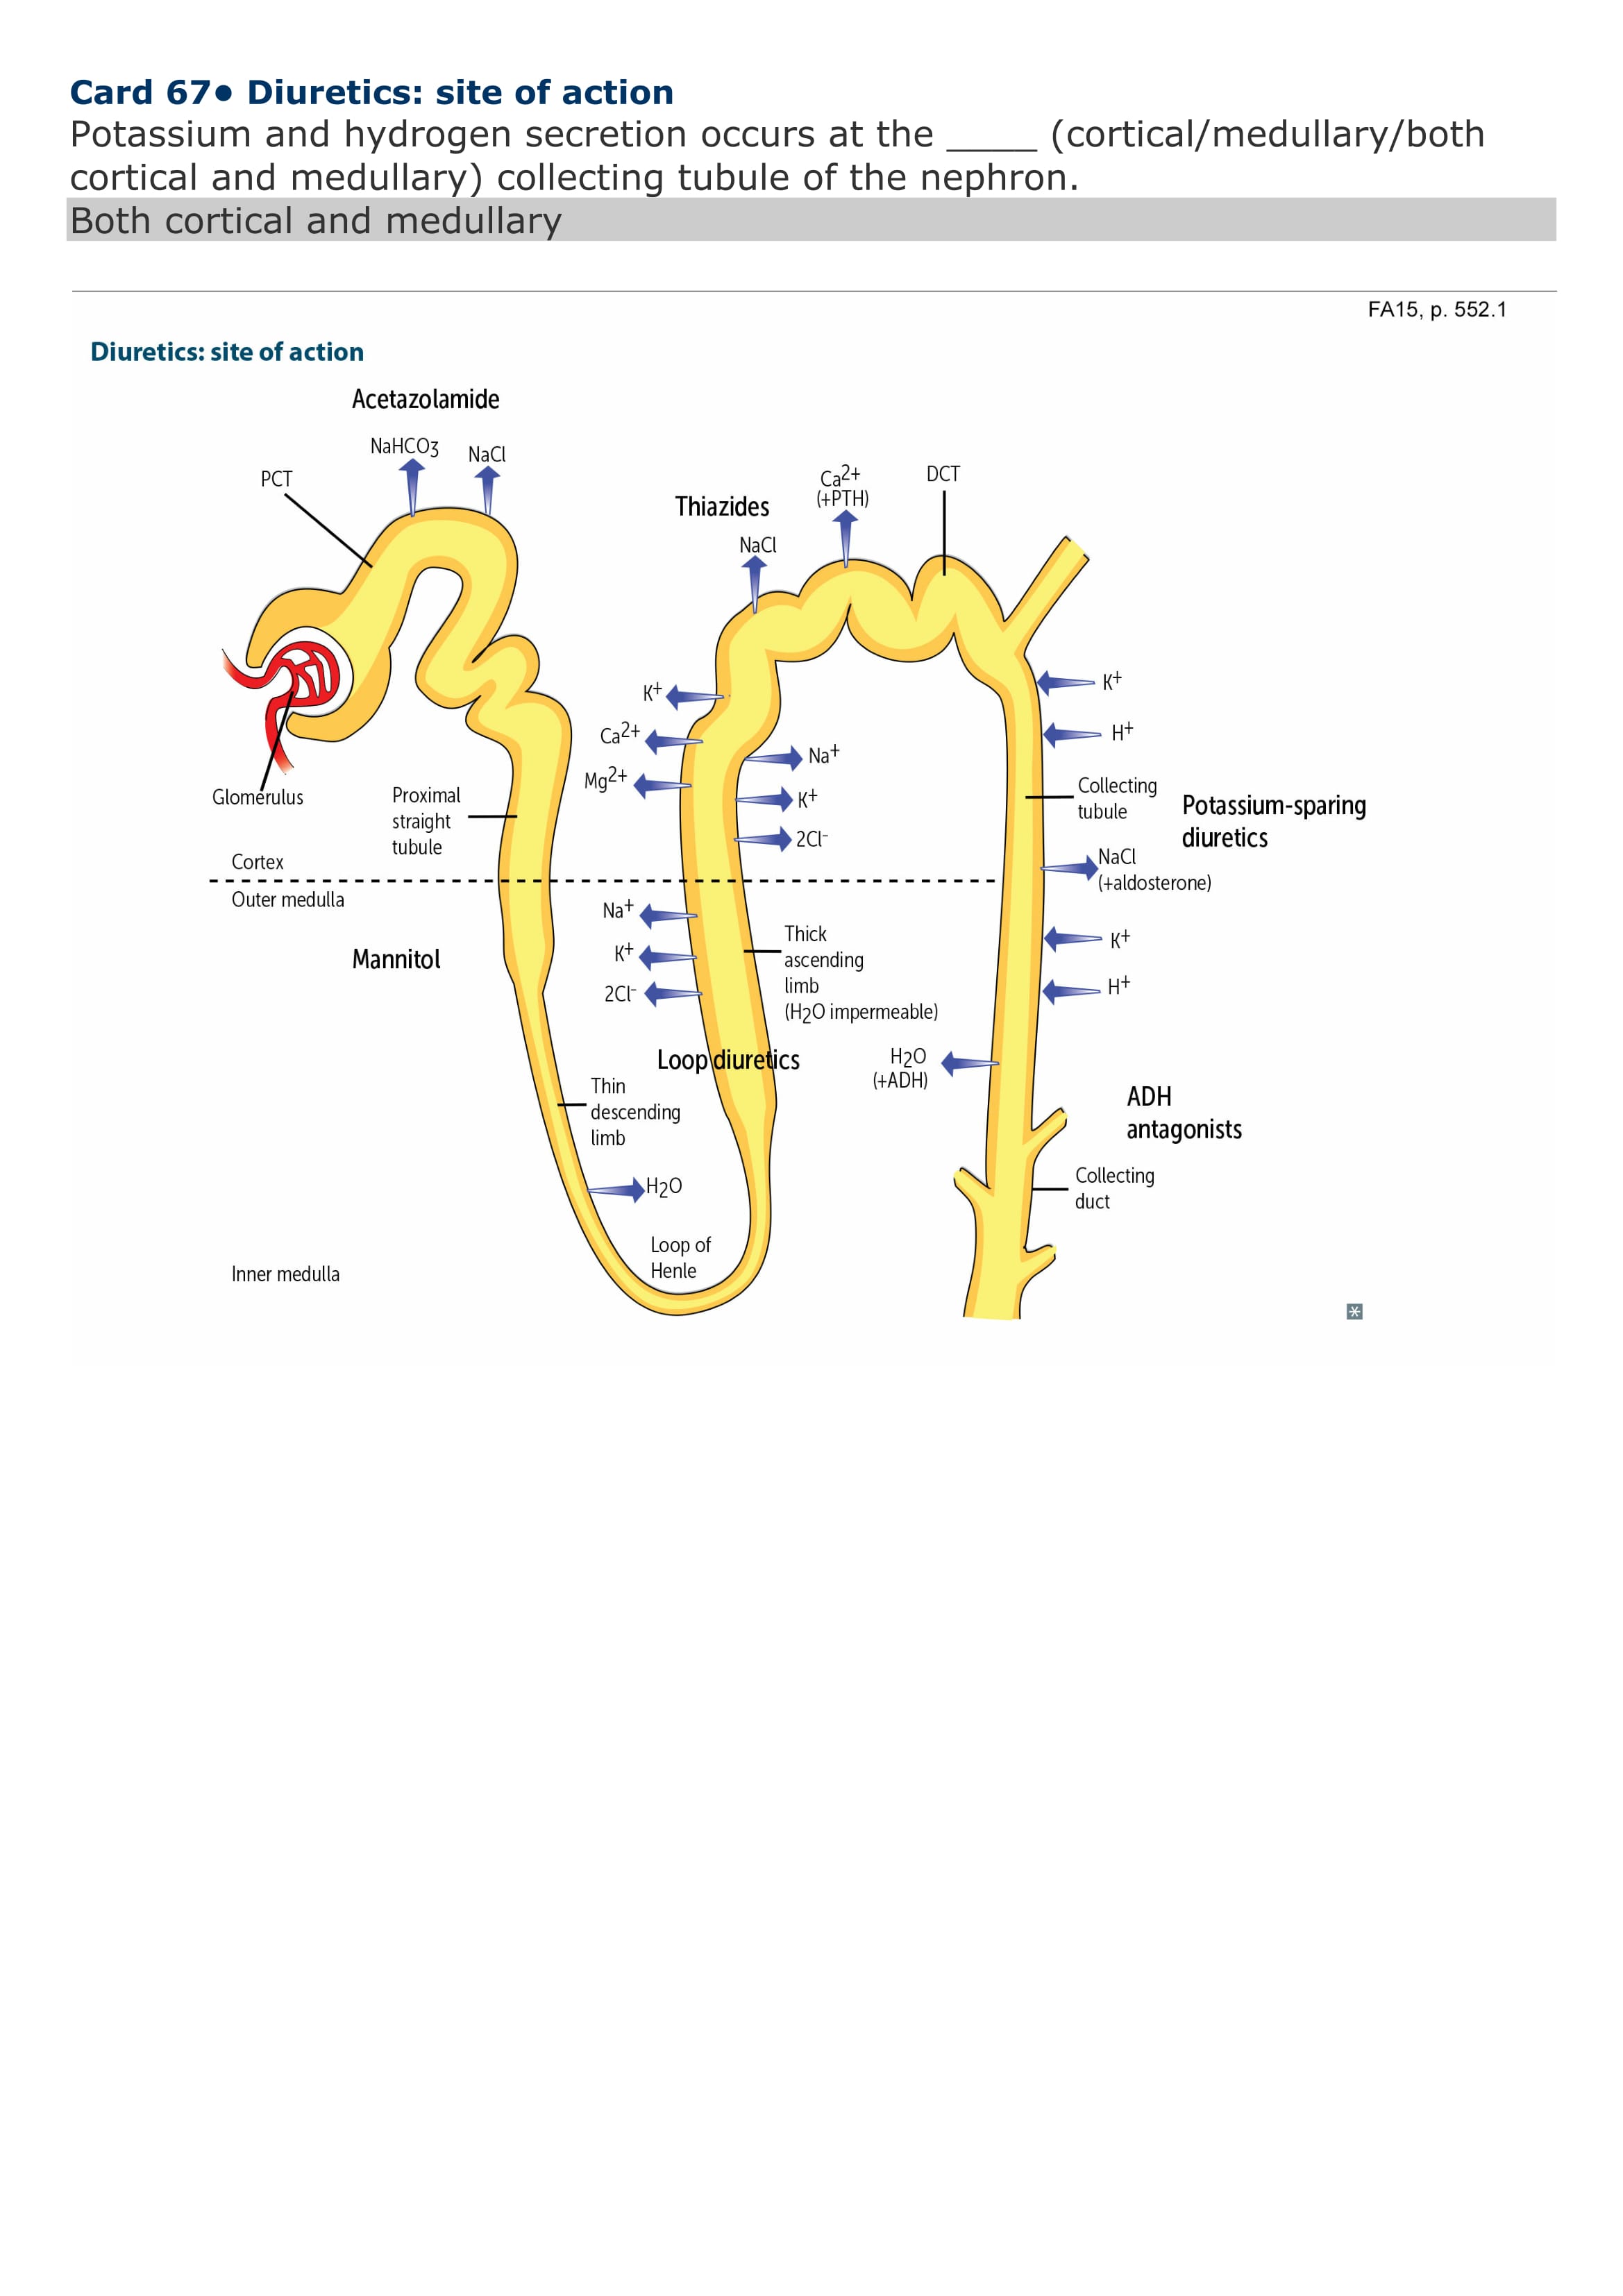 Card 67● Diuretics: site of action
Potassium and hydrogen secretion occurs at the _____ (cortical/medullary/both
cortical and medullary) collecting tubule of the nephron.
Both cortical and medullary
FA15, p. 552.1
Diuretics: site of action
Acetazolamide
NaHCO3
NaCl
PCT
Glomerulus
Proximal
straight
tubule
Cortex
Outer medulla
Mannitol
Inner medulla
Thiazides
NaCl
Ca2+
(+PTH)
DCT
K+
Ca2+
Mg2+
Na+
K+
2Cl-
Na+
K+
2Cl-
Thick
ascending
limb
(H2O impermeable)
Loop diuretics
Thin
descending
limb
H2O
Loop of
Henle
K+
H+
Collecting
tubule
Potassium-sparing
diuretics
NaCl
(+aldosterone)
K+
H+
H2O
(+ADH)
ADH
antagonists
Collecting
duct